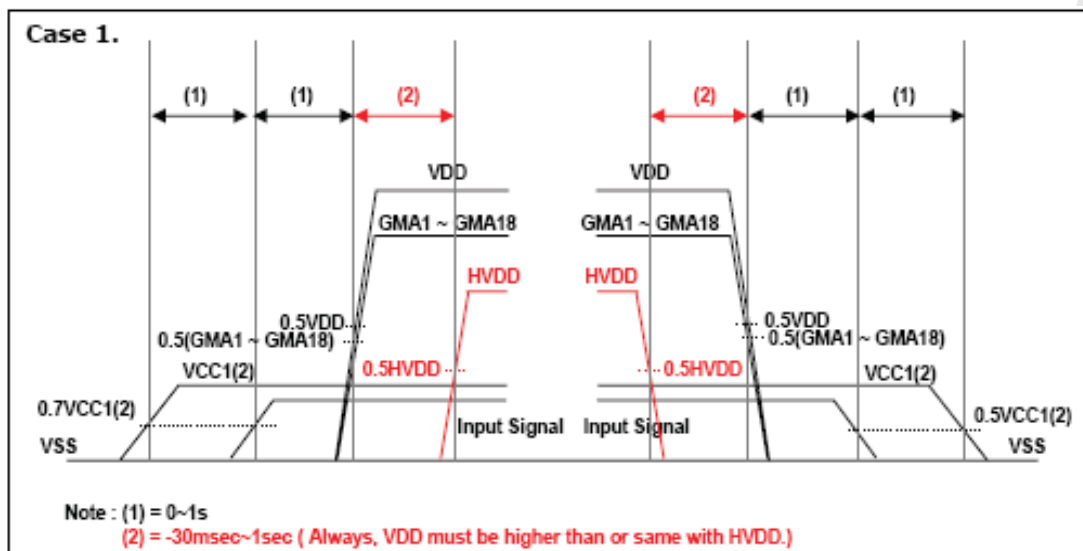 Case 1.
(1) (1) (2) (2) (1) (1)
VDD VDD
GMA1 ~ GMA18 GMA1 ~ GMA18
HVDD HVDD
0.5VDD 0.5VDD
0.5(GMA1 ~ GMA18) 0.5(GMA1 ~ GMA18)
VCC1(2) 0.5HVDD 0.5HVDD VCC1(2)
0.7VCC1(2) 0.5VCC1(2)
Input Signal Input Signal
VSS VSS
Note : (1) = 0~1s
(2) = -30msec~1sec ( Always, VDD must be higher than or same with HVDD.)